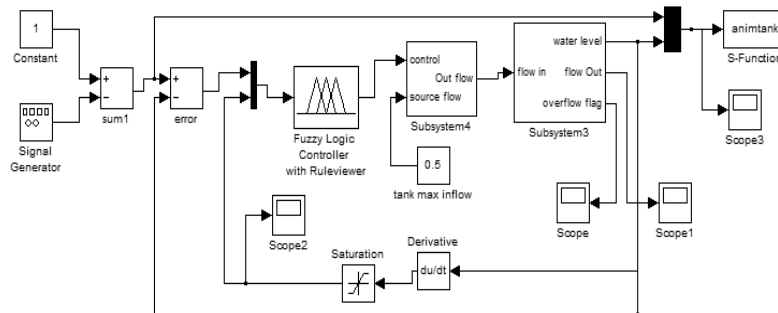 1
Constant
+
−
sum1
Signal
Generator
+
−
error
Fuzzy Logic
Controller
with Ruleviewer
control
Out flow
source flow
Subsystem4
0.5
tank max inflow
flow in
water level
flow Out
overflow flag
Subsystem3
animtank
S-Function
Scope3
Scope
Scope1
Scope2
Saturation
Derivative
du/dt